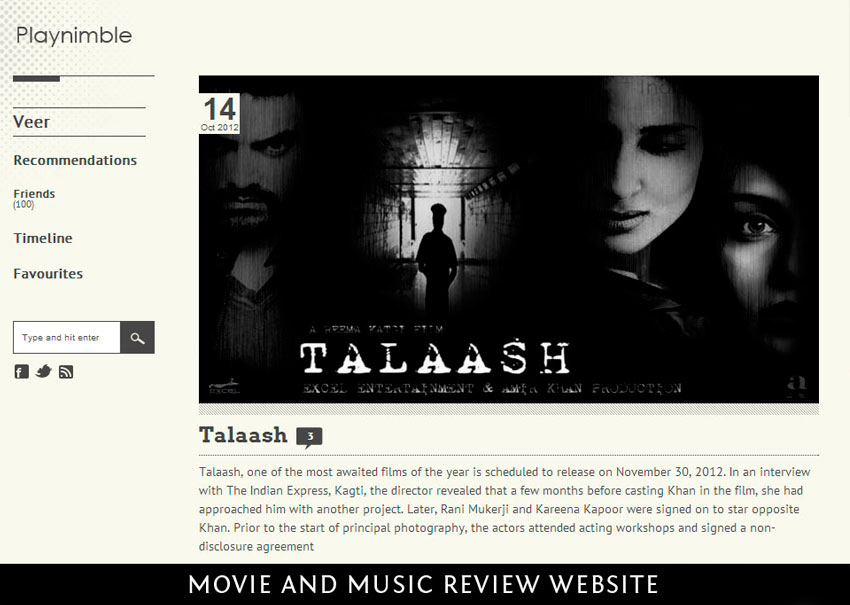 Playnimble
Veer
Recommendations
Friends
(100)
Timeline
Favourites
Type and hit enter
14
Oct 2012
A REEMA KAGTI FILM
TALAASH
EXCEL ENTERTAINMENT & AMIR KHAN PRODUCTION
EXCEL
Talaash 3
Talaash, one of the most awaited films of the year is scheduled to release on November 30, 2012. In an interview
with The Indian Express, Kagti, the director revealed that a few months before casting Khan in the film, she had
approached him with another project. Later, Rani Mukerji and Kareena Kapoor were signed on to star opposite
Khan. Prior to the start of principal photography, the actors attended acting workshops and signed a non-
disclosure agreement
MOVIE AND MUSIC REVIEW WEBSITE